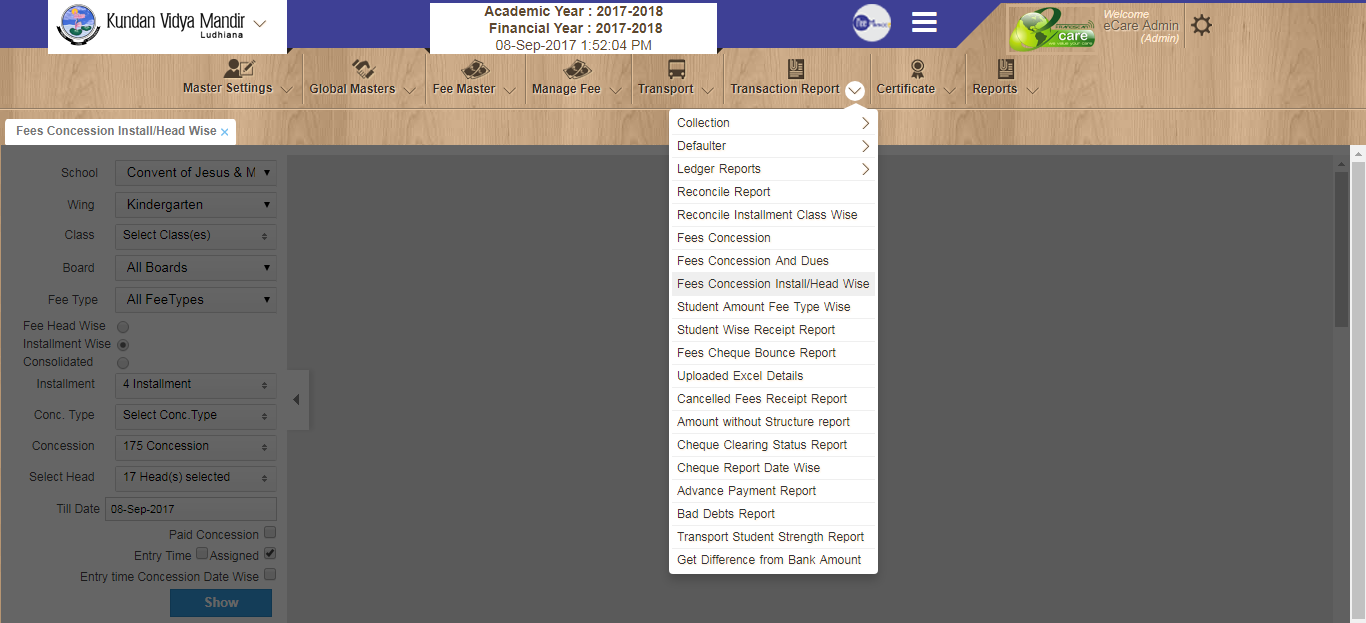 Kundan Vidya Mandir
Ludhiana
Academic Year : 2017-2018
Financial Year : 2017-2018
08-Sep-2017 1:52:04 PM
care
Welcome
eCare Admin
(Admin)
Master Settings
Global Masters
Fee Master
Manage Fee
Transport
Transaction Report
Certificate
Reports
Fees Concession Install/Head Wise ×
School Convent of Jesus & M
Wing Kindergarten
Class Select Class(es)
Board All Boards
Fee Type All FeeTypes
Fee Head Wise
Installment Wise
Consolidated
Installment 4 Installment
Conc. Type Select Conc.Type
Concession 175 Concession
Select Head 17 Head(s) selected
Till Date 08-Sep-2017
Paid Concession
Entry Time Assigned
Entry time Concession Date Wise
Show
Collection
Defaulter
Ledger Reports
Reconcile Report
Reconcile Installment Class Wise
Fees Concession
Fees Concession And Dues
Fees Concession Install/Head Wise
Student Amount Fee Type Wise
Student Wise Receipt Report
Fees Cheque Bounce Report
Uploaded Excel Details
Cancelled Fees Receipt Report
Amount without Structure report
Cheque Clearing Status Report
Cheque Report Date Wise
Advance Payment Report
Bad Debts Report
Transport Student Strength Report
Get Difference from Bank Amount